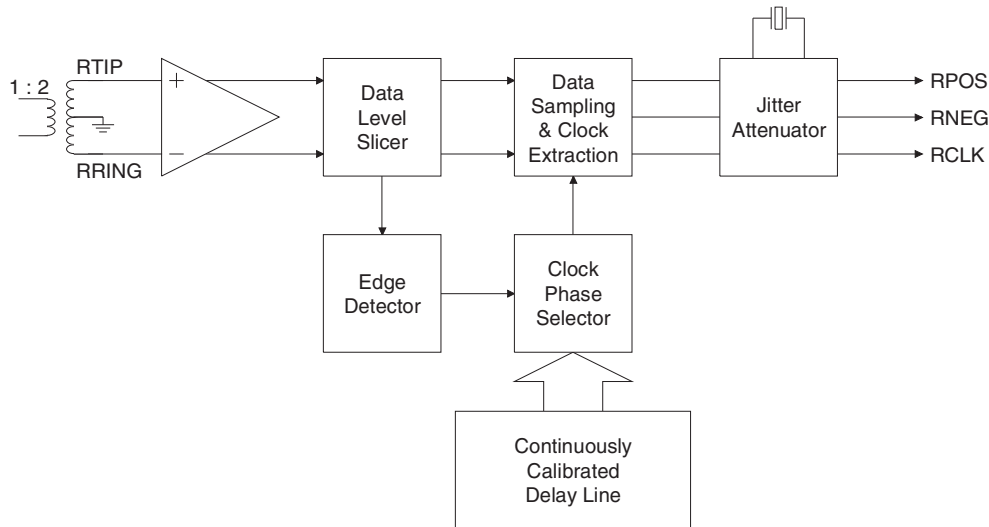 1 : 2
RTIP
RRING
+
−
Data
Level
Slicer
Data
Sampling
& Clock
Extraction
Jitter
Attenuator
RPOS
RNEG
RCLK
Edge
Detector
Clock
Phase
Selector
Continuously
Calibrated
Delay Line